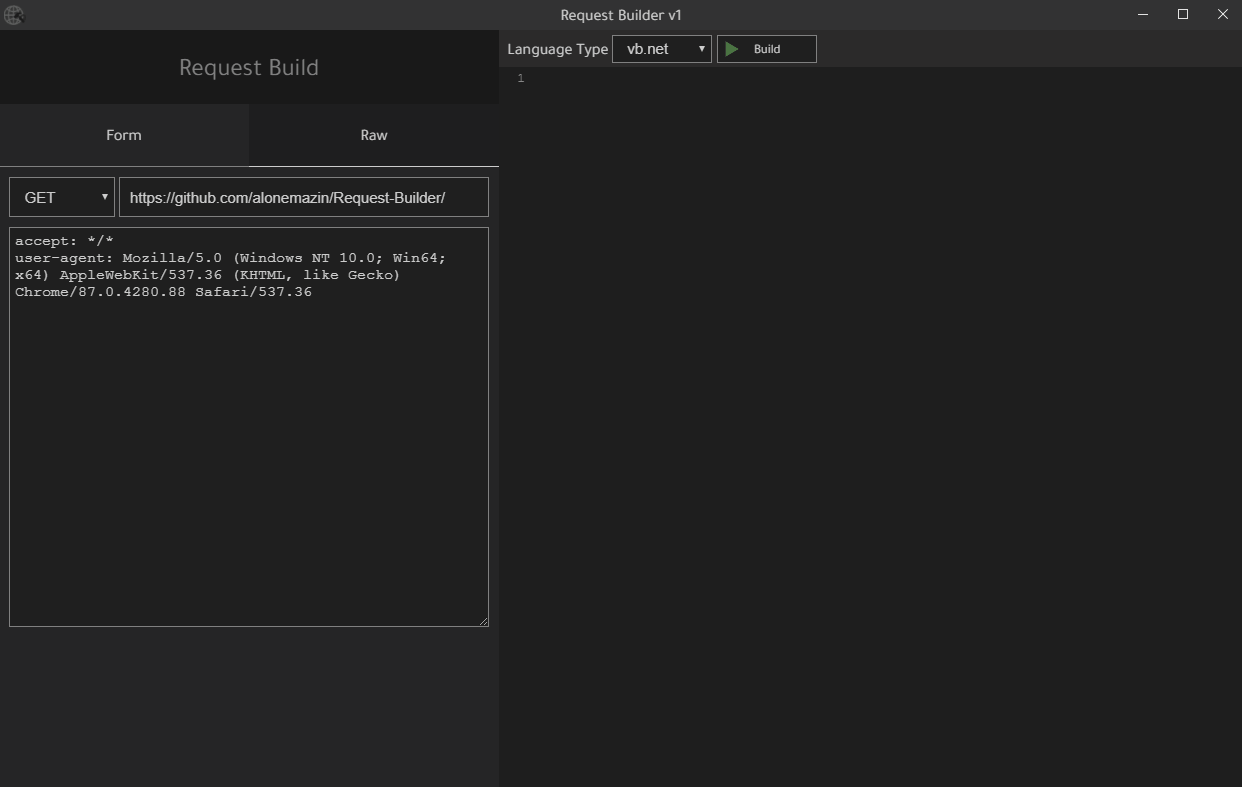 Request Builder v1
Request Build
Language Type vb.net Build
Form Raw
1
GET https://github.com/alonemazin/Request-Builder/
accept: */*
user-agent: Mozilla/5.0 (Windows NT 10.0; Win64;
x64) AppleWebKit/537.36 (KHTML, like Gecko)
Chrome/87.0.4280.88 Safari/537.36